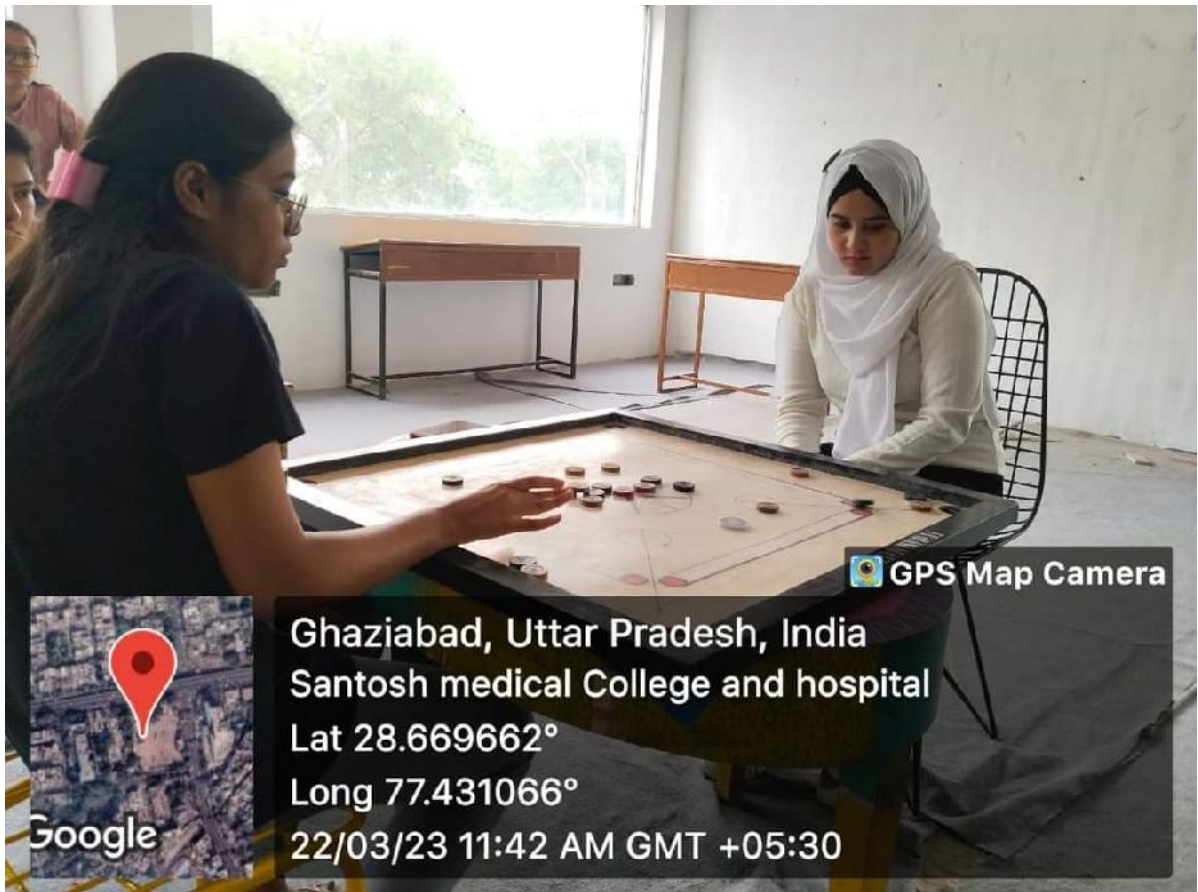 GPS Map Camera
Ghaziabad, Uttar Pradesh, India
Santosh medical College and hospital
Lat 28.669662°
Long 77.431066°
22/03/23 11:42 AM GMT +05:30
Google